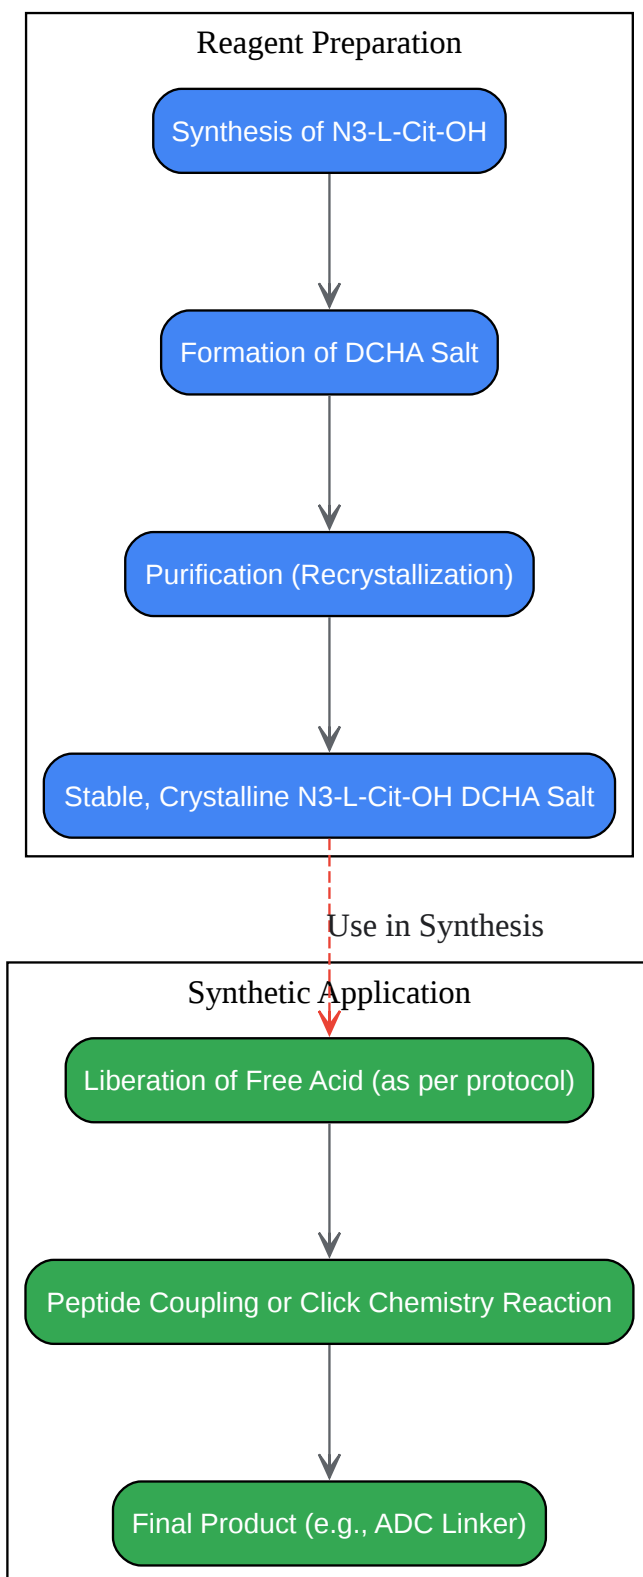 Reagent Preparation
Synthesis of N3-L-Cit-OH
Formation of DCHA Salt
Purification (Recrystallization)
Stable, Crystalline N3-L-Cit-OH DCHA Salt
Use in Synthesis
Synthetic Application
Liberation of Free Acid (as per protocol)
Peptide Coupling or Click Chemistry Reaction
Final Product (e.g., ADC Linker)